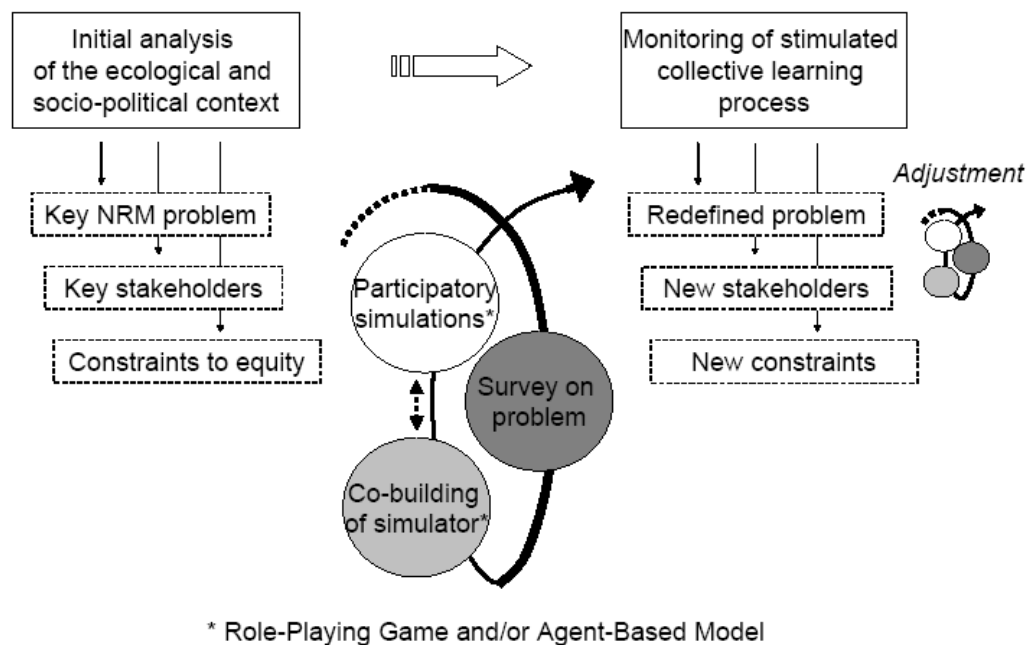 Initial analysis
of the ecological and
socio-political context
Key NRM problem
Key stakeholders
Constraints to equity
Participatory
simulations*
Survey on
problem
Co-building
of simulator*
Monitoring of stimulated
collective learning
process
Redefined problem
New stakeholders
New constraints
Adjustment
* Role-Playing Game and/or Agent-Based Model